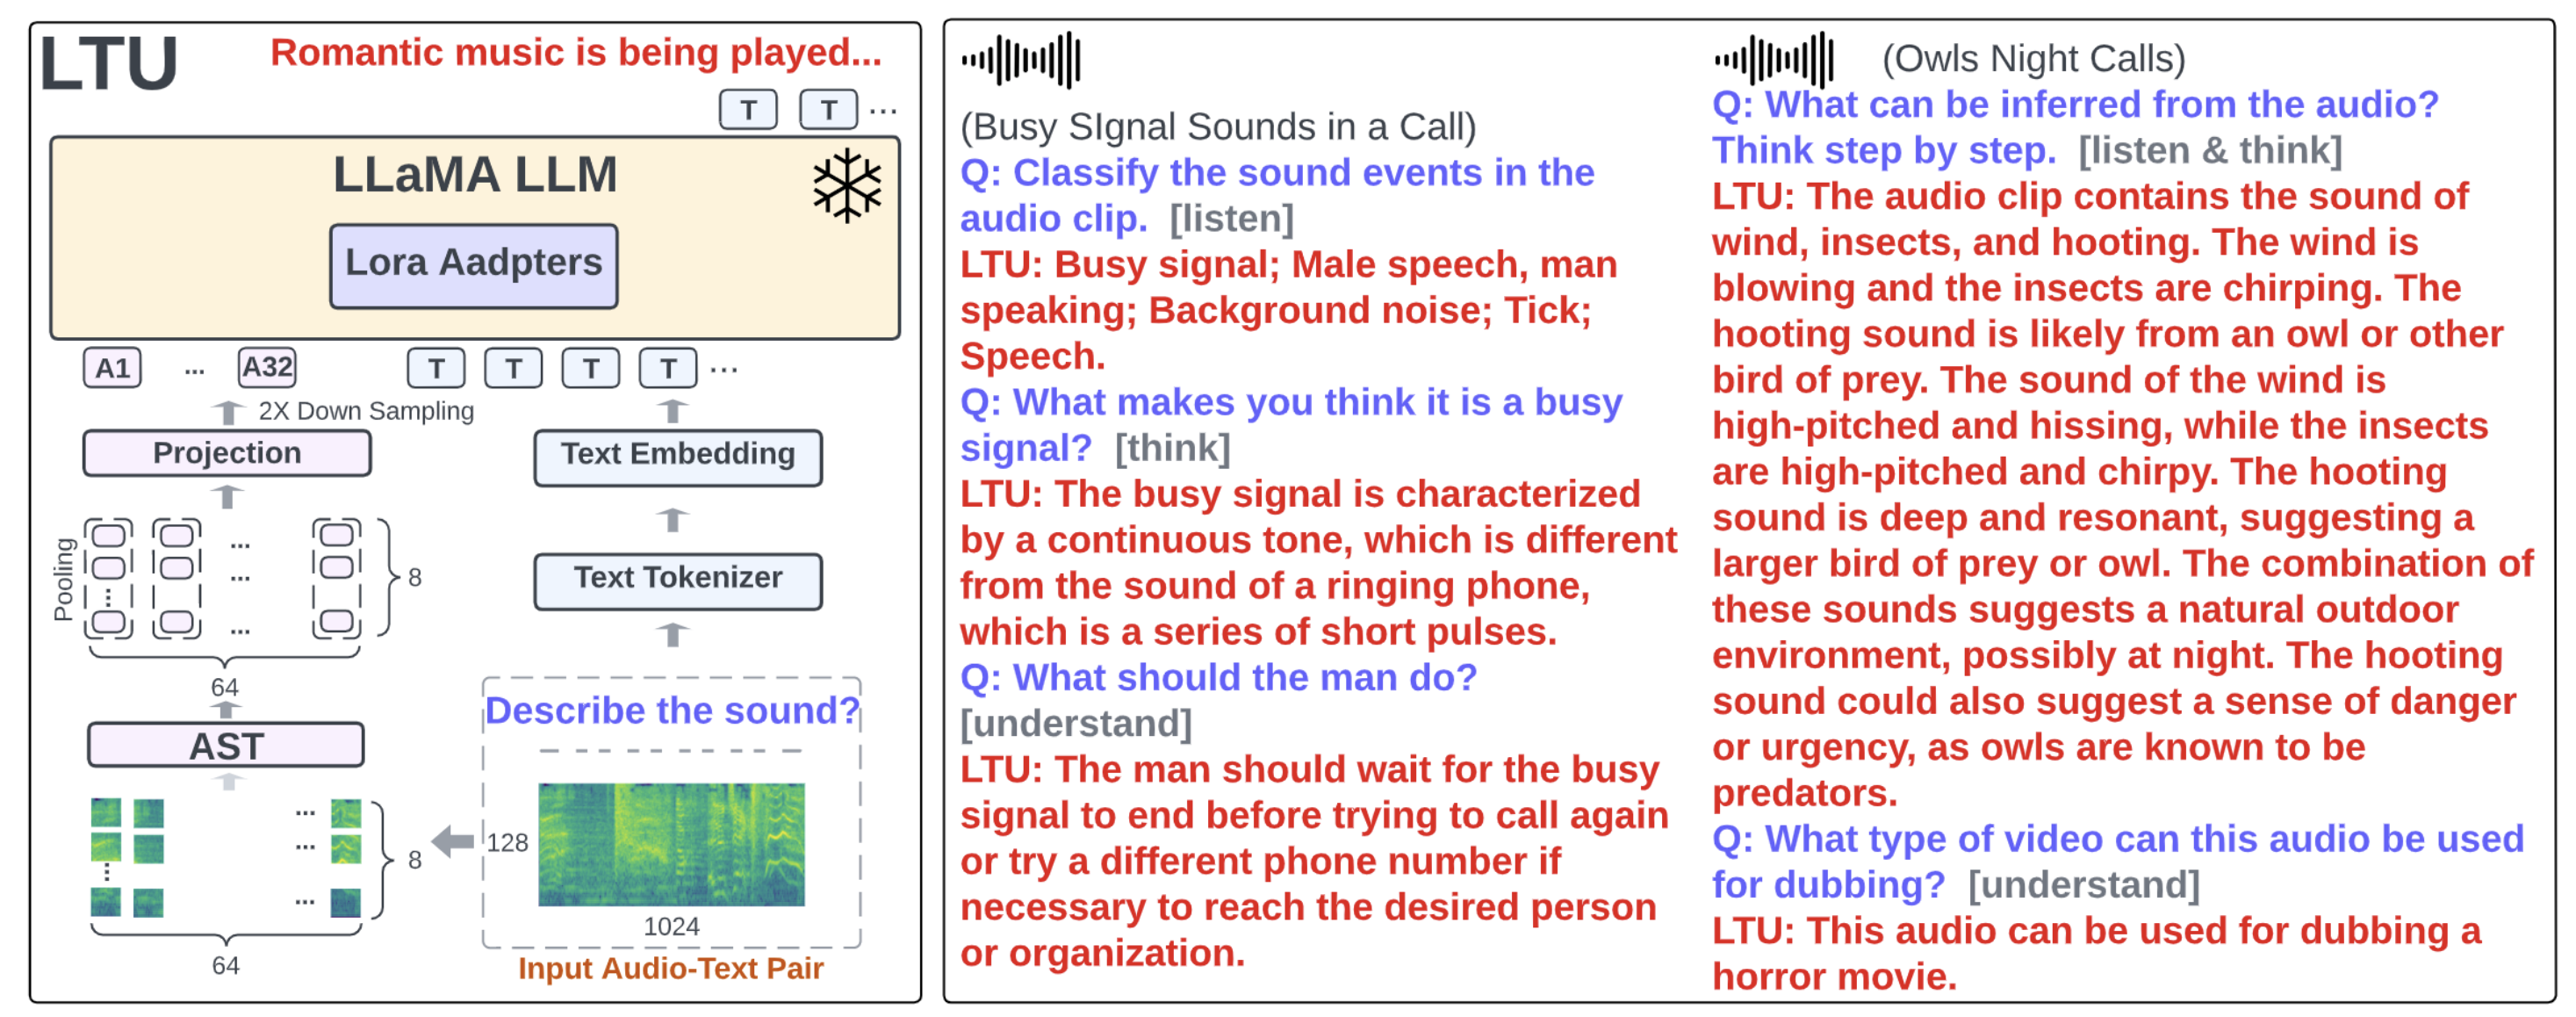 LTU
Romantic music is being played...
T T ...
LLaMA LLM
Lora Aadpters
A1 ... A32 T T T T ...
2X Down Sampling
Projection
Text Embedding
Pooling
...
...
...
8
64
Text Tokenizer
AST
Describe the sound?
...
...
...
8
64
128
1024
Input Audio-Text Pair
(Busy SIgnal Sounds in a Call)
Q: Classify the sound events in the
audio clip. [listen]
LTU: Busy signal; Male speech, man
speaking; Background noise; Tick;
Speech.
Q: What makes you think it is a busy
signal? [think]
LTU: The busy signal is characterized
by a continuous tone, which is different
from the sound of a ringing phone,
which is a series of short pulses.
Q: What should the man do?
[understand]
LTU: The man should wait for the busy
signal to end before trying to call again
or try a different phone number if
necessary to reach the desired person
or organization.
(Owls Night Calls)
Q: What can be inferred from the audio?
Think step by step. [listen & think]
LTU: The audio clip contains the sound of
wind, insects, and hooting. The wind is
blowing and the insects are chirping. The
hooting sound is likely from an owl or other
bird of prey. The sound of the wind is
high-pitched and hissing, while the insects
are high-pitched and chirpy. The hooting
sound is deep and resonant, suggesting a
larger bird of prey or owl. The combination of
these sounds suggests a natural outdoor
environment, possibly at night. The hooting
sound could also suggest a sense of danger
or urgency, as owls are known to be
predators.
Q: What type of video can this audio be used
for dubbing? [understand]
LTU: This audio can be used for dubbing a
horror movie.